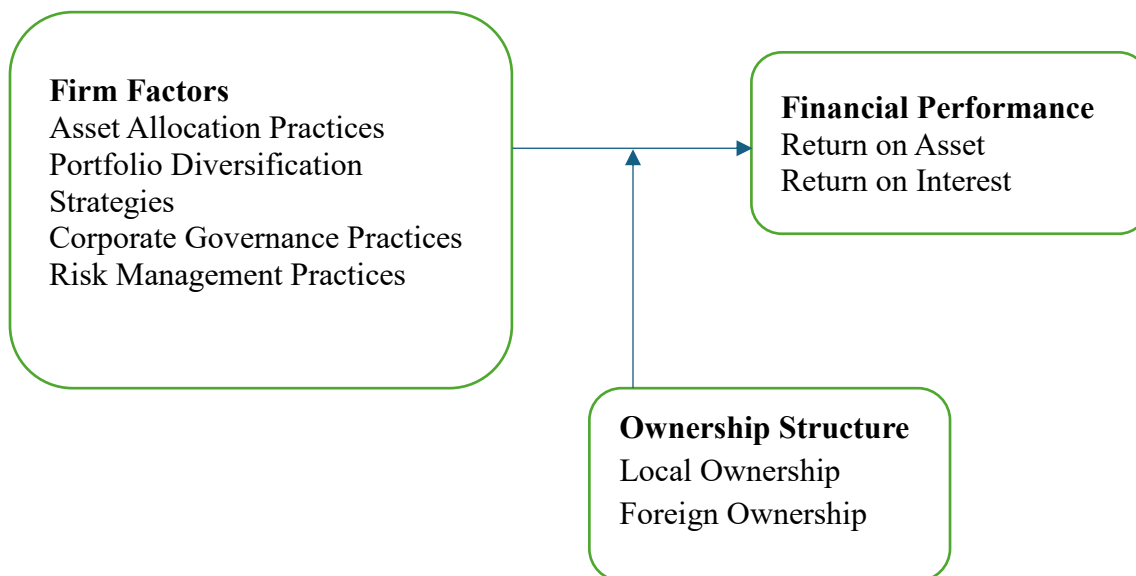 Firm Factors
Asset Allocation Practices
Portfolio Diversification
Strategies
Corporate Governance Practices
Risk Management Practices
Financial Performance
Return on Asset
Return on Interest
Ownership Structure
Local Ownership
Foreign Ownership